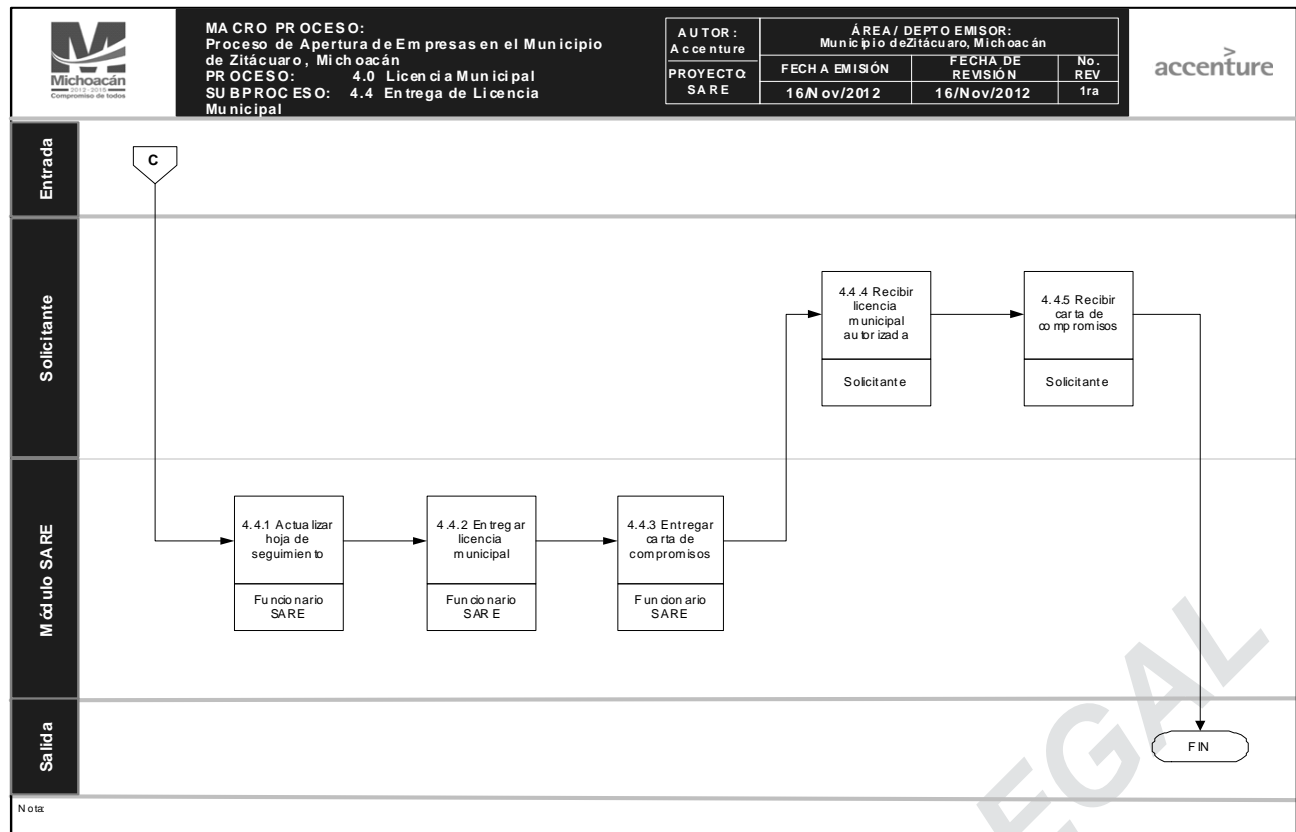 Michoacán
2012 - 2015
Compromiso de todos
MACRO PROCESO:
Proceso de Apertura de Empresas en el Municipio
de Zitácuaro, Michoacán
PROCESO: 4.0 Licencia Municipal
SUBPROCESO: 4.4 Entrega de Licencia
Municipal
AUTOR:
Accenture
PROYECTO:
SARE
ÁREA / DEPTO EMISOR:
Municipio de Zitácuaro, Michoacán
FECHA EMISIÓN
FECHA DE
REVISIÓN
No.
REV
16/Nov/2012
16/Nov/2012
1ra
accenture
Entrada
C
Solicitante
4.4.4 Recibir
licencia
municipal
autorizada
Solicitante
4.4.5 Recibir
carta de
compromisos
Solicitante
Módulo SARE
4.4.1 Actualizar
hoja de
seguimiento
Funcionario
SARE
4.4.2 Entregar
licencia
municipal
Funcionario
SARE
4.4.3 Entregar
carta de
compromisos
Funcionario
SARE
Salida
FIN
Nota:
EGAL